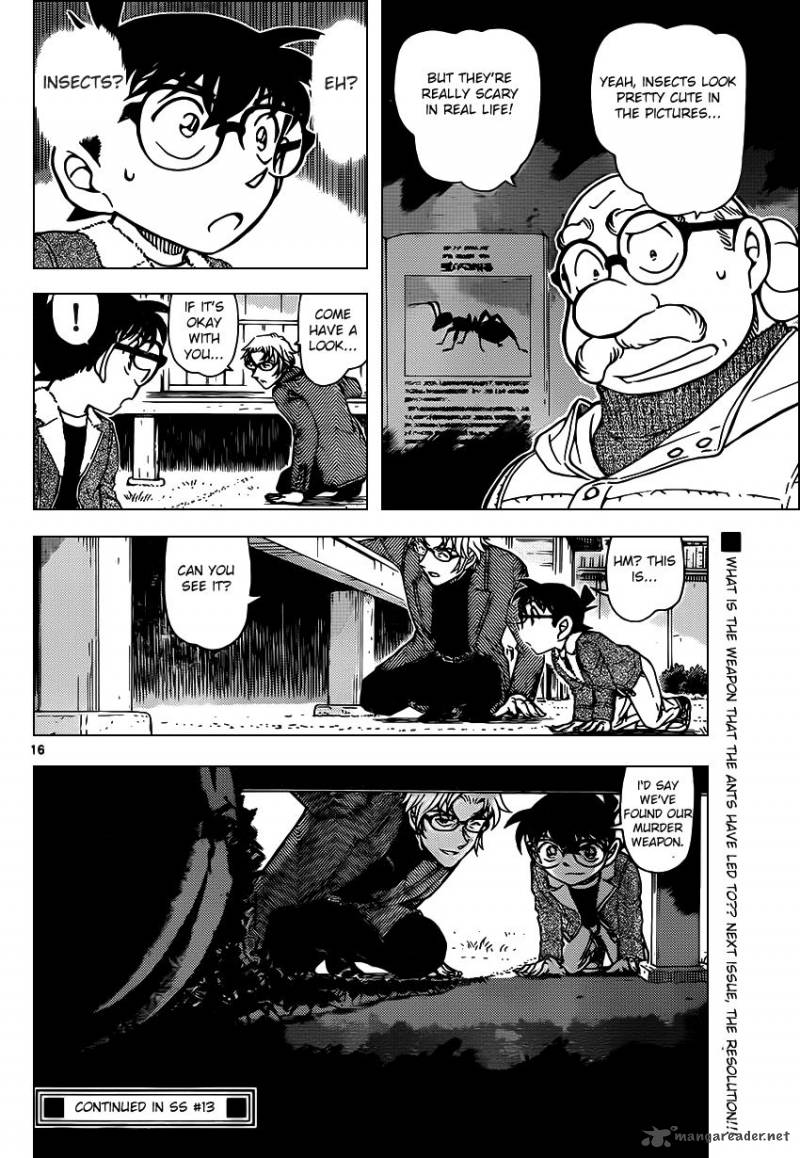 YEAH, INSECTS LOOK
PRETTY CUTE IN
THE PICTURES...
BUT THEY'RE
REALLY SCARY
IN REAL LIFE!
EH?
INSECTS?
COME
HAVE A
LOOK...
IF IT'S
OKAY
WITH
YOU...
!
HM? THIS
IS...
CAN YOU
SEE IT?
16
I'D SAY
WE'VE
FOUND OUR
MURDER
WEAPON.
WHAT IS THE WEAPON THAT THE ANTS HAVE LED TO?? NEXT ISSUE, THE RESOLUTION!!
CONTINUED IN SS #13
mangareader.net